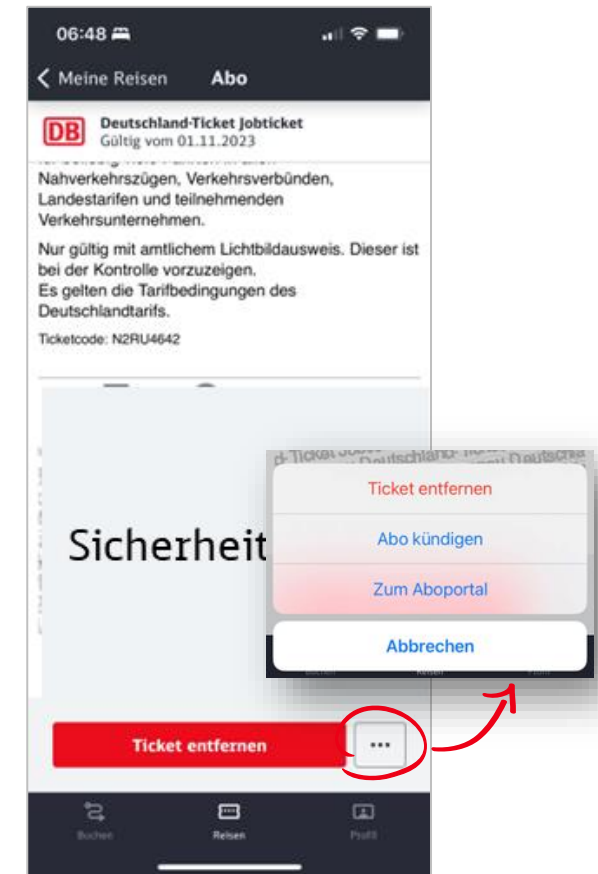 06:48
Meine Reisen Abo
DB Deutschland-Ticket Jobticket
Gültig vom 01.11.2023
Nahverkehrszügen, Verkehrsverbünden,
Landestarifen und teilnehmenden
Verkehrsunternehmen.
Nur gültig mit amtlichem Lichtbildausweis. Dieser ist
bei der Kontrolle vorzuzeigen.
Es gelten die Tarifbedingungen des
Deutschlandtarifs.
Ticketcode: N2RU4642
Sicherheit
Ticket entfernen
Abo kündigen
Zum Aboportal
Abbrechen
Ticket entfernen ...
Buchen Reisen Profil